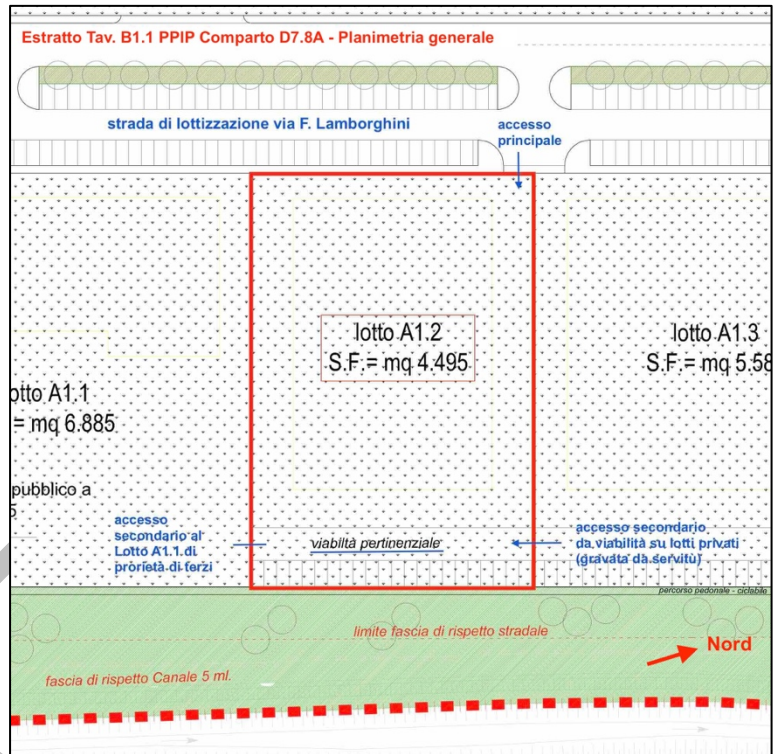 Estratto Tav. B1.1 PPIP Comparto D7.8A - Planimetria generale
strada di lottizzazione via F. Lamborghini
accesso
principale
lotto A1.2
S.F.= mq 4.495
lotto A1.3
S.F.= mq 5.58
otto A1.1
= mq 6.885
pubblico a
5
accesso
secondario al
Lotto A1.1 di
prorietà di terzi
viabiltà pertinenziale
accesso secondario
da viabilità su lotti privati
(gravata da servitù)
percorso pedonale - ciclabile
limite fascia di rispetto stradale
Nord
fascia di rispetto Canale 5 ml.